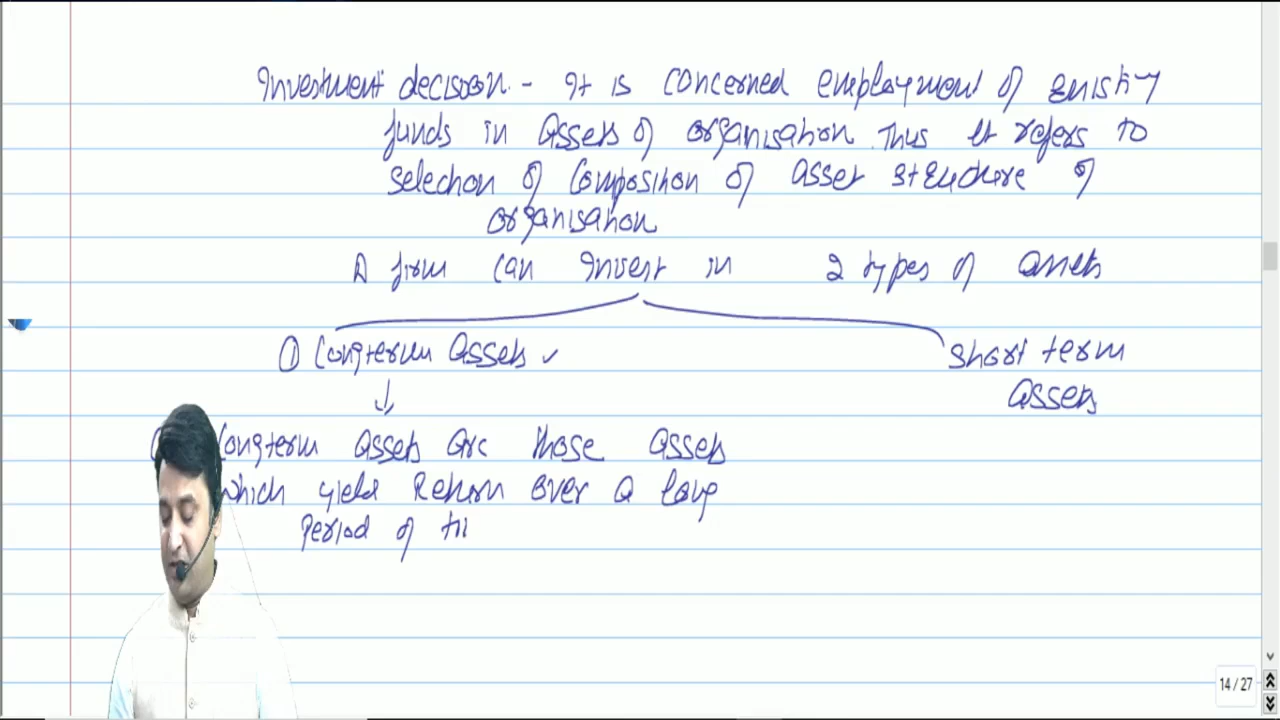 Investment decision - It is concerned employment of Existing
funds in Assets of organisation. Thus It refers to
selection of Composition of asset structure of
organisation
A firm can Invest in 2 types of assets
① Longterm Assets ✓
Short term
Assets
Longterm Assets are those Assets
which yield Return over a long
Period of ti
14 / 27